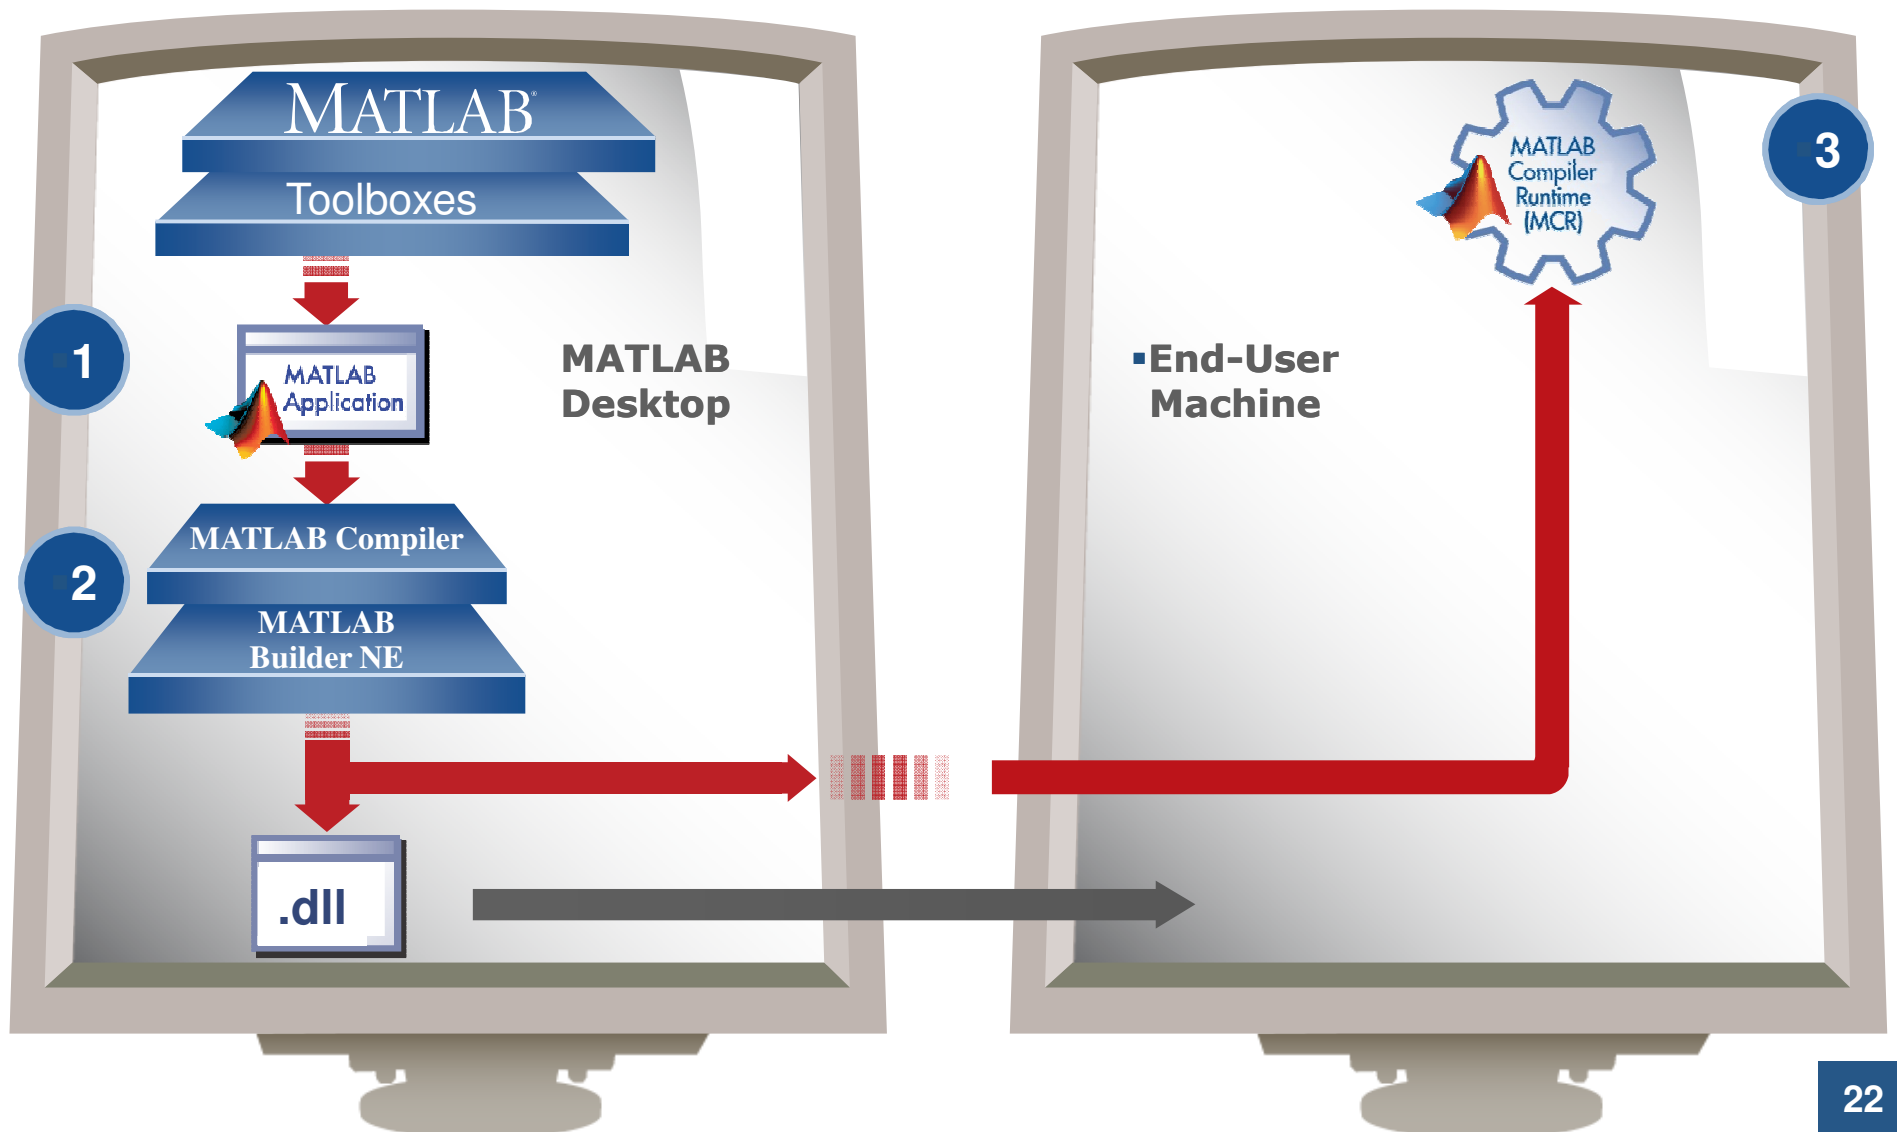 MATLAB®
Toolboxes
1
MATLAB
Application
MATLAB
Desktop
2
MATLAB Compiler
MATLAB
Builder NE
.dll
MATLAB
Compiler
Runtime
(MCR)
3
▪End-User
Machine
22